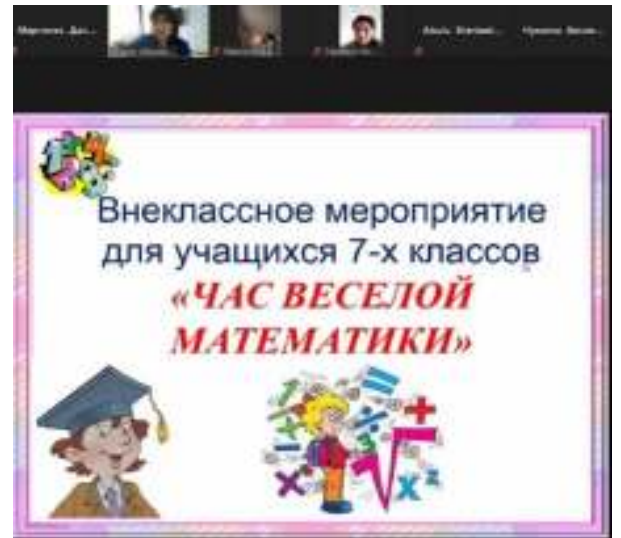 Внеклассное мероприятие
для учащихся 7-х классов
«ЧАС ВЕСЕЛОЙ
МАТЕМАТИКИ»